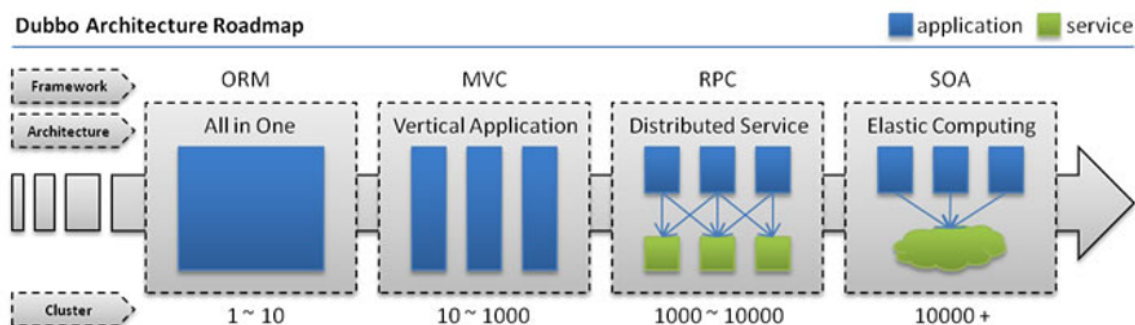 Dubbo Architecture Roadmap
application service
Framework ORM MVC RPC SOA
Architecture All in One Vertical Application Distributed Service Elastic Computing
Cluster 1 ~ 10 10 ~ 1000 1000 ~ 10000 10000 +